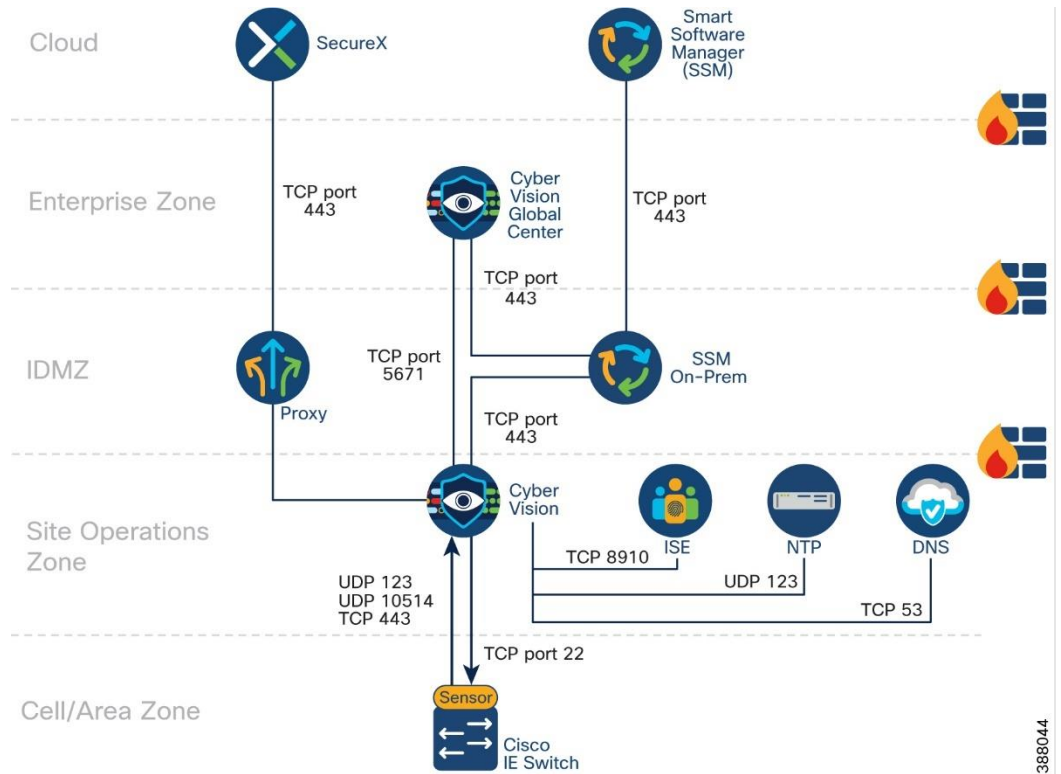 Cloud
SecureX
Smart
Software
Manager
(SSM)
Enterprise Zone
TCP port
443
Cyber
Vision
Global
Center
TCP port
443
TCP port
443
IDMZ
Proxy
TCP port
5671
SSM
On-Prem
TCP port
443
Site Operations
Zone
Cyber
Vision
ISE
NTP
DNS
TCP 8910
UDP 123
TCP 53
UDP 123
UDP 10514
TCP 443
TCP port 22
Cell/Area Zone
Sensor
Cisco
IE Switch
388044